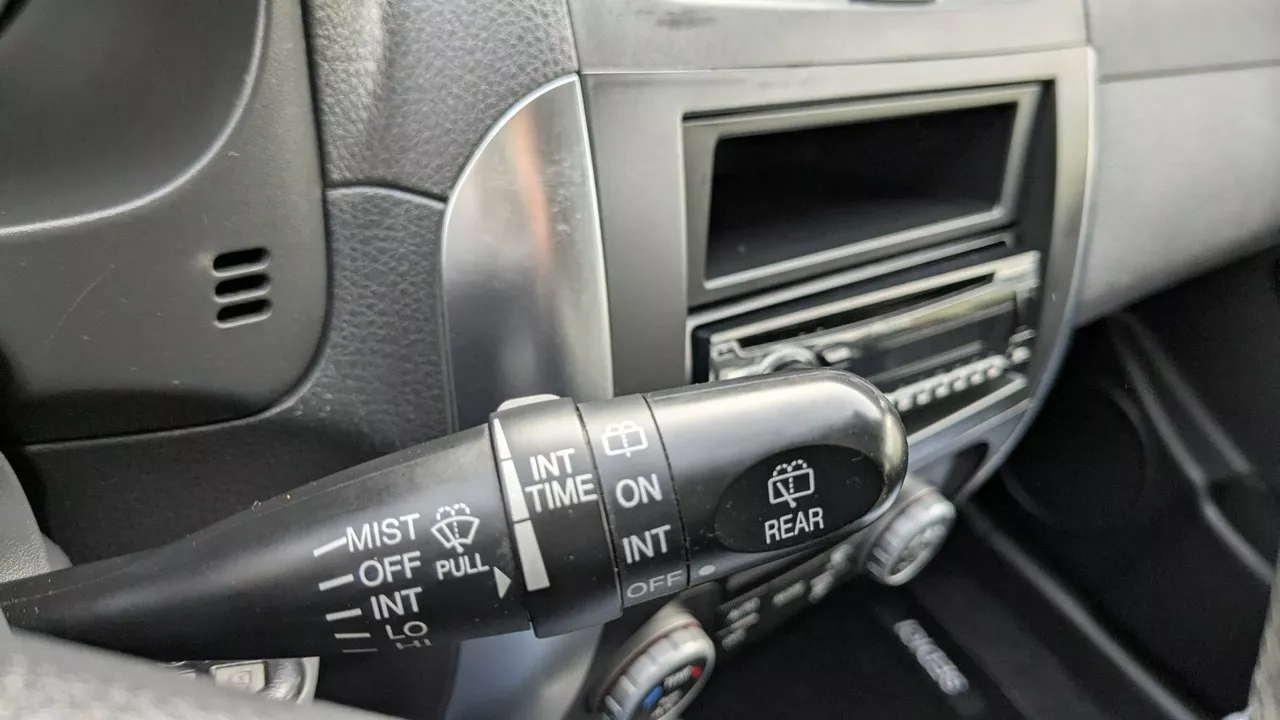 MIST
OFF
INT
LO
HI
PULL
INT
TIME
ON
INT
OFF
REAR